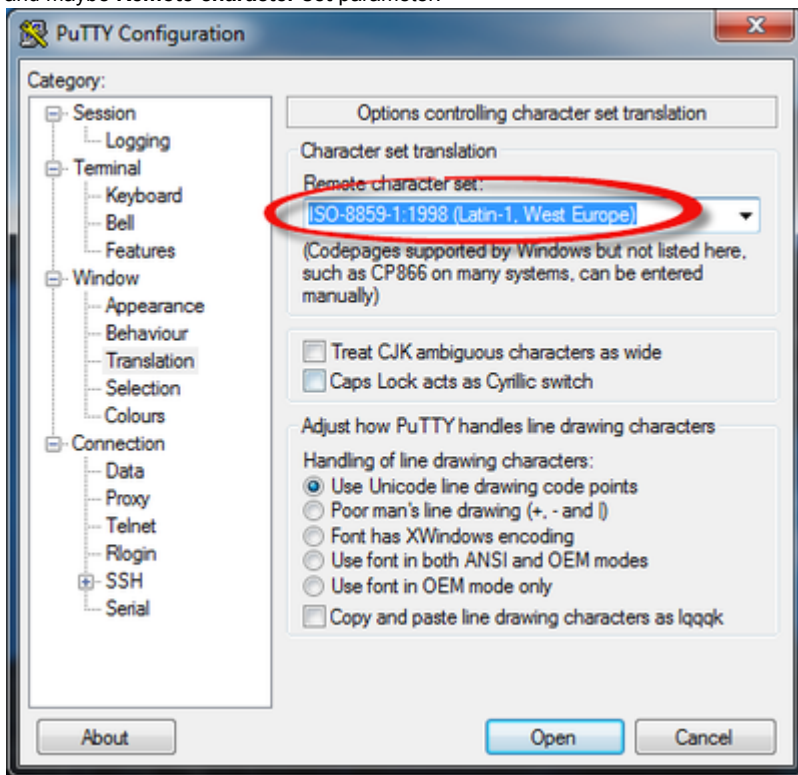 and maybe Remote character set parameter.
PuTTY Configuration
Category:
Session
Logging
Terminal
Keyboard
Bell
Features
Window
Appearance
Behaviour
Translation
Selection
Colours
Connection
Data
Proxy
Telnet
Rlogin
SSH
Serial
Options controlling character set translation
Character set translation
Remote character set:
ISO-8859-1:1998 (Latin-1, West Europe)
(Codepages supported by Windows but not listed here,
such as CP866 on many systems, can be entered
manually)
Treat CJK ambiguous characters as wide
Caps Lock acts as Cyrillic switch
Adjust how PuTTY handles line drawing characters
Handling of line drawing characters:
Use Unicode line drawing code points
Poor man's line drawing (+, - and |)
Font has XWindows encoding
Use font in both ANSI and OEM modes
Use font in OEM mode only
Copy and paste line drawing characters as lqqqk
About
Open
Cancel